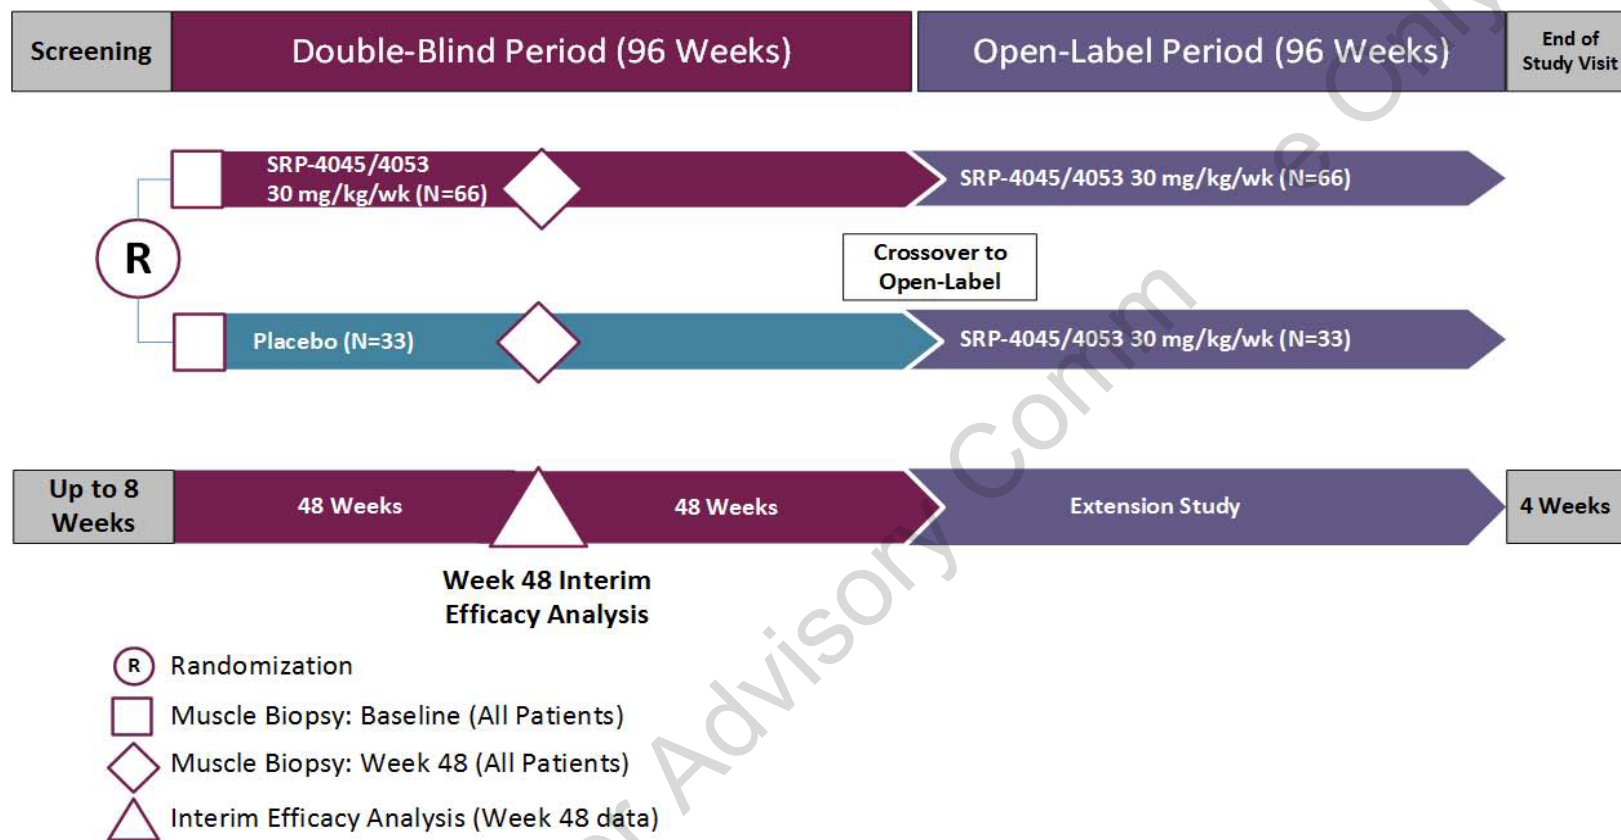 Screening
Double-Blind Period (96 Weeks)
Open-Label Period (96 Weeks)
End of
Study Visit
SRP-4045/4053
30 mg/kg/wk (N=66)
SRP-4045/4053 30 mg/kg/wk (N=66)
R
Crossover to
Open-Label
Placebo (N=33)
SRP-4045/4053 30 mg/kg/wk (N=33)
Up to 8
Weeks
48 Weeks
48 Weeks
Extension Study
4 Weeks
Week 48 Interim
Efficacy Analysis
R Randomization
Muscle Biopsy: Baseline (All Patients)
Muscle Biopsy: Week 48 (All Patients)
Interim Efficacy Analysis (Week 48 data)
Advisory Comm
e Only